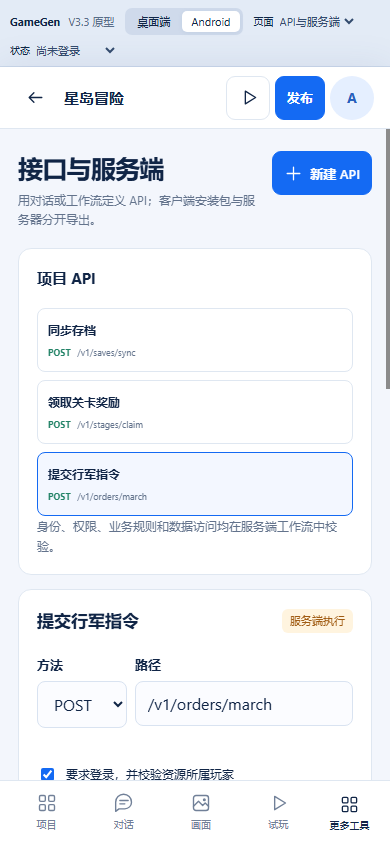 GameGen V3.3 原型 桌面端 Android 页面 API与服务端
状态 尚未登录
星岛冒险 发布 A
接口与服务端
新建 API
用对话或工作流定义 API；客户端安装包与服
务器分开导出。
项目 API
同步存档
POST /v1/saves/sync
领取关卡奖励
POST /v1/stages/claim
提交行军指令
POST /v1/orders/march
身份、权限、业务规则和数据访问均在服务端工作流中校
验。
提交行军指令 服务端执行
方法 路径
POST /v1/orders/march
要求登录，并校验资源所属玩家
项目 对话 画面 试玩 更多工具